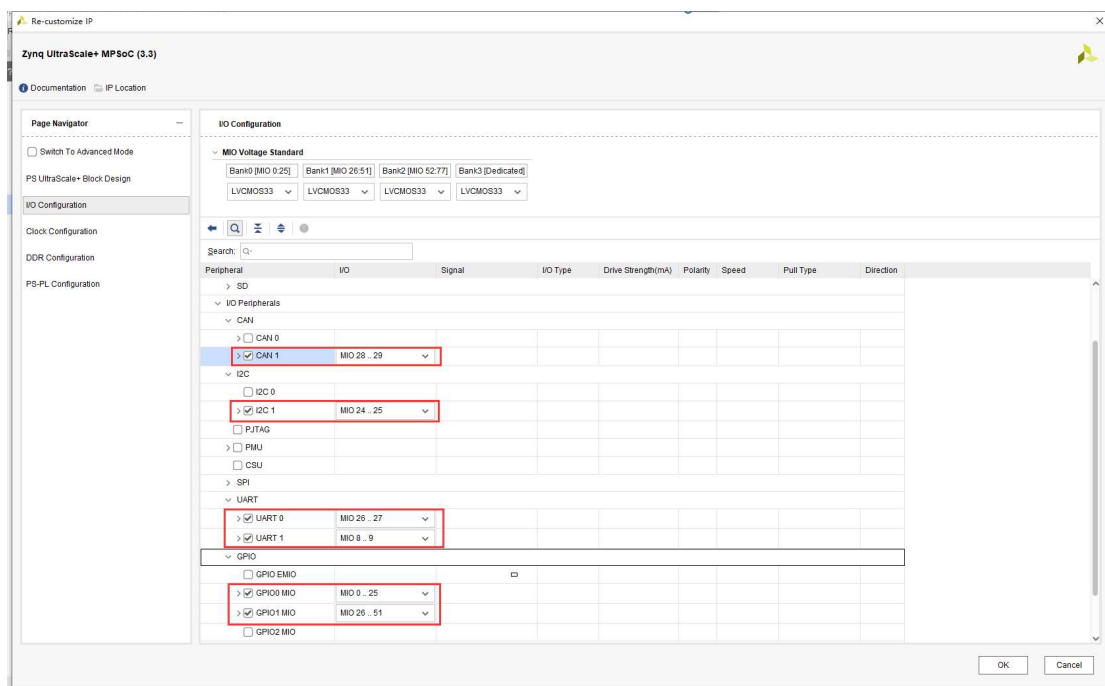 Re-customize IP
Zynq UltraScale+ MPSoC (3.3)
Documentation IP Location
Page Navigator
Switch To Advanced Mode
PS UltraScale+ Block Design
I/O Configuration
Clock Configuration
DDR Configuration
PS-PL Configuration
I/O Configuration
MIO Voltage Standard
Bank0 [MIO 0:25] Bank1 [MIO 26:51] Bank2 [MIO 52:77] Bank3 [Dedicated]
LVCMOS33 LVCMOS33 LVCMOS33 LVCMOS33
Search:
Peripheral I/O Signal I/O Type Drive Strength(mA) Polarity Speed Pull Type Direction
SD
I/O Peripherals
CAN
CAN 0
CAN 1 MIO 28 .. 29
I2C
I2C 0
I2C 1 MIO 24 .. 25
PJTAG
PMU
CSU
SPI
UART
UART 0 MIO 26 .. 27
UART 1 MIO 8 .. 9
GPIO
GPIO EMIO
GPIO0 MIO MIO 0 .. 25
GPIO1 MIO MIO 26 .. 51
GPIO2 MIO
OK Cancel